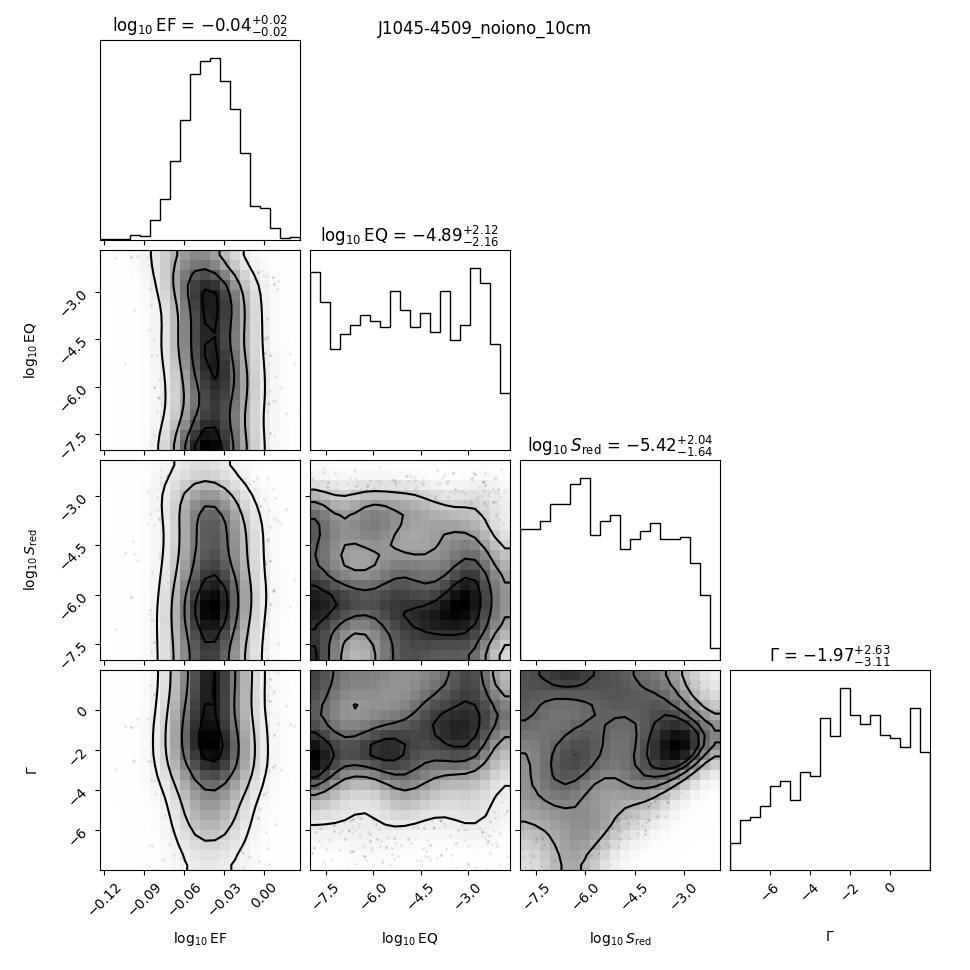 log₁₀ EF = −0.04+0.02−0.02
J1045-4509_noiono_10cm
log₁₀ EQ = −4.89+2.12−2.16
−3.0
−4.5
−6.0
−7.5
log₁₀ EQ
log₁₀ S_red = −5.42+2.04−1.64
−3.0
−4.5
−6.0
−7.5
log₁₀ S_red
Γ = −1.97+2.63−3.11
0
−2
−4
−6
Γ
−0.12 −0.09 −0.06 −0.03 0.00
−7.5 −6.0 −4.5 −3.0
−7.5 −6.0 −4.5 −3.0
−6 −4 −2 0
log₁₀ EF
log₁₀ EQ
log₁₀ S_red
Γ